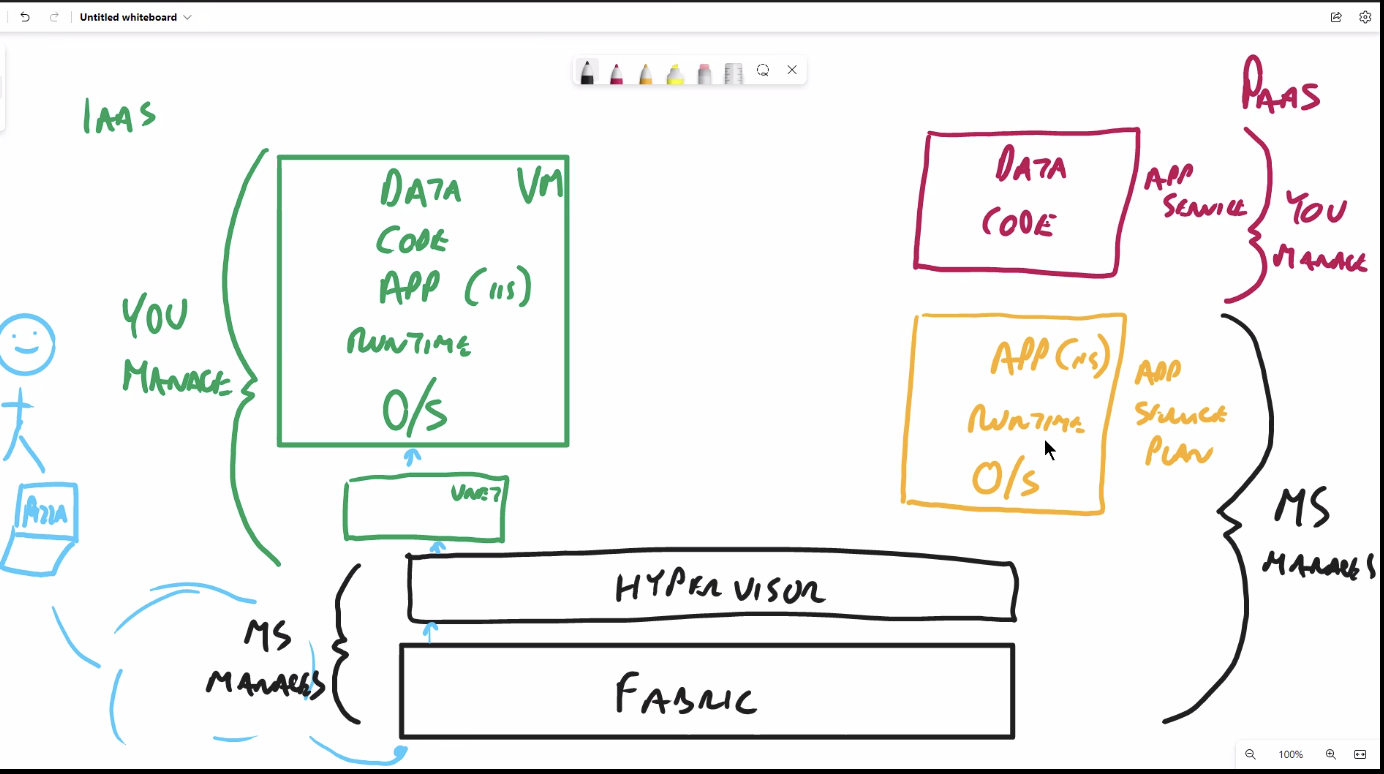 Untitled whiteboard
IAAS
VM
DATA
CODE
APP (IIS)
RUNTIME
O/S
YOU
MANAGE
VNET
PIZZA
MS
MANAGES
HYPERVISOR
FABRIC
PAAS
DATA
CODE
APP
SERVICE
YOU
MANAGE
APP (IIS)
RUNTIME
O/S
APP
SERVICE
PLAN
MS
MANAGES
100%